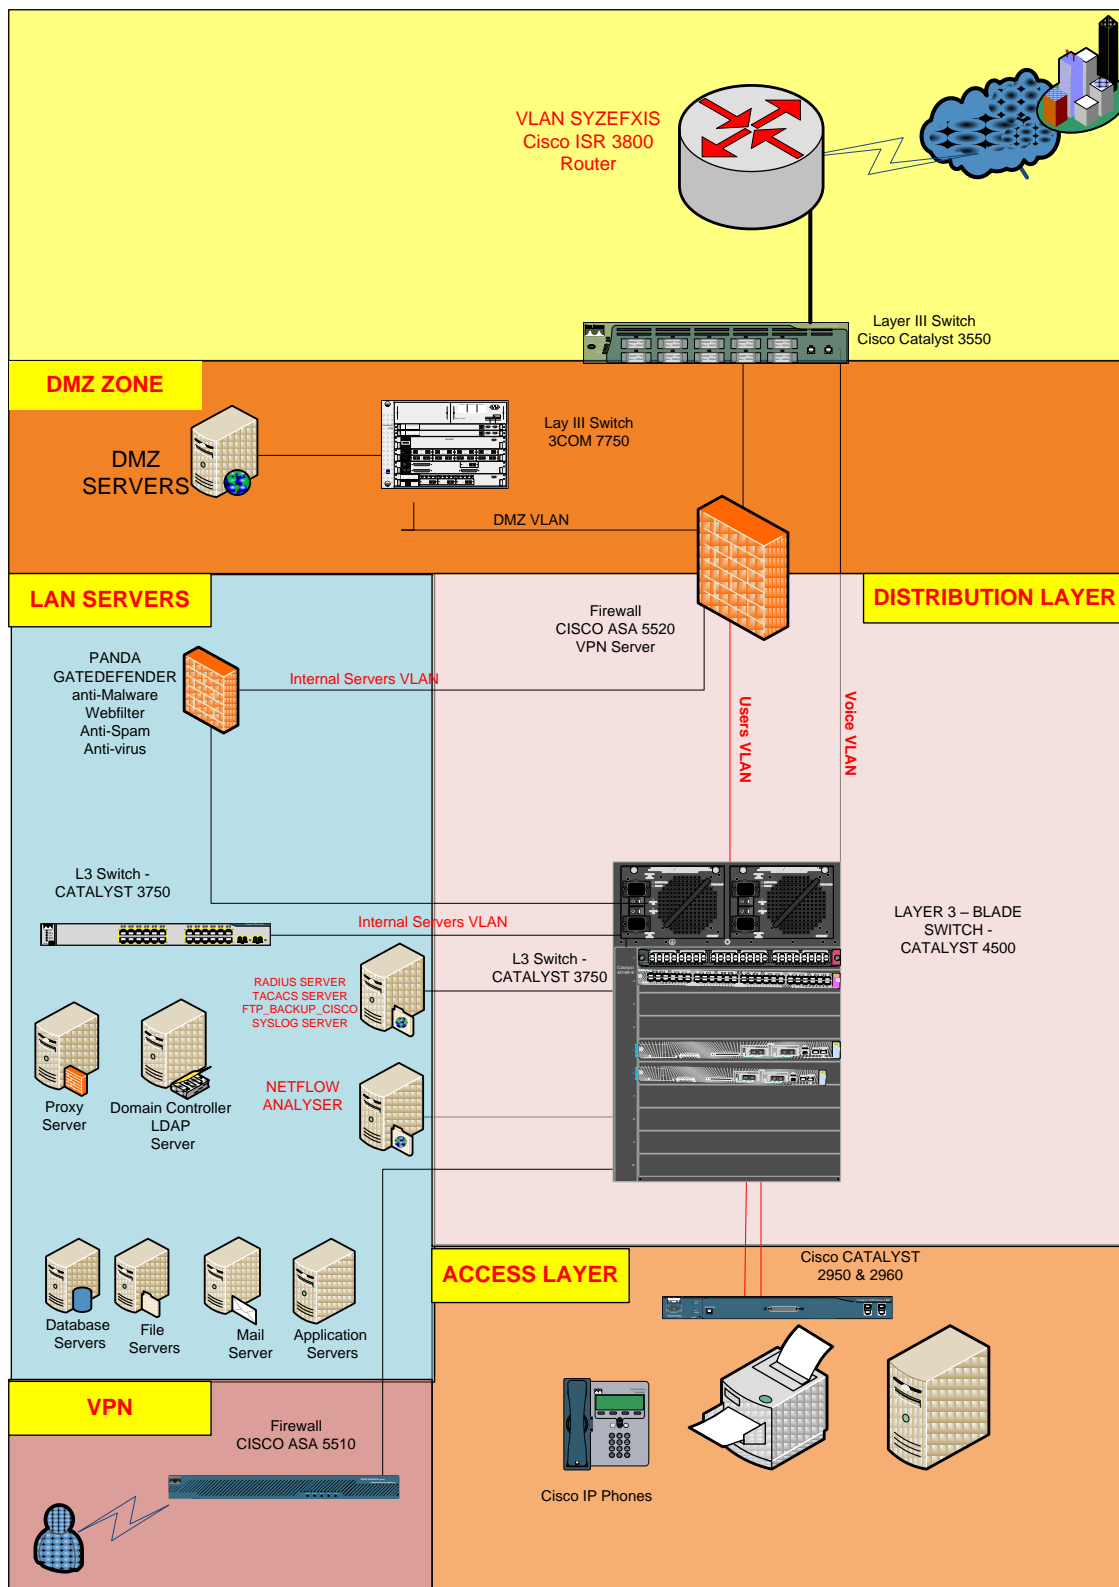 VLAN SYZEFXIS
Cisco ISR 3800
Router
Layer III Switch
Cisco Catalyst 3550
DMZ ZONE
Lay III Switch
3COM 7750
DMZ
SERVERS
DMZ VLAN
LAN SERVERS
DISTRIBUTION LAYER
Firewall
CISCO ASA 5520
VPN Server
PANDA
GATEDEFENDER
anti-Malware
Webfilter
Anti-Spam
Anti-virus
Internal Servers VLAN
Users VLAN
Voice VLAN
L3 Switch -
CATALYST 3750
Internal Servers VLAN
LAYER 3 – BLADE
SWITCH -
CATALYST 4500
L3 Switch -
CATALYST 3750
RADIUS SERVER
TACACS SERVER
FTP_BACKUP_CISCO
SYSLOG SERVER
NETFLOW
ANALYSER
Proxy
Server
Domain Controller
LDAP
Server
Database
Servers
File
Servers
Mail
Server
Application
Servers
ACCESS LAYER
Cisco CATALYST
2950 & 2960
VPN
Firewall
CISCO ASA 5510
Cisco IP Phones